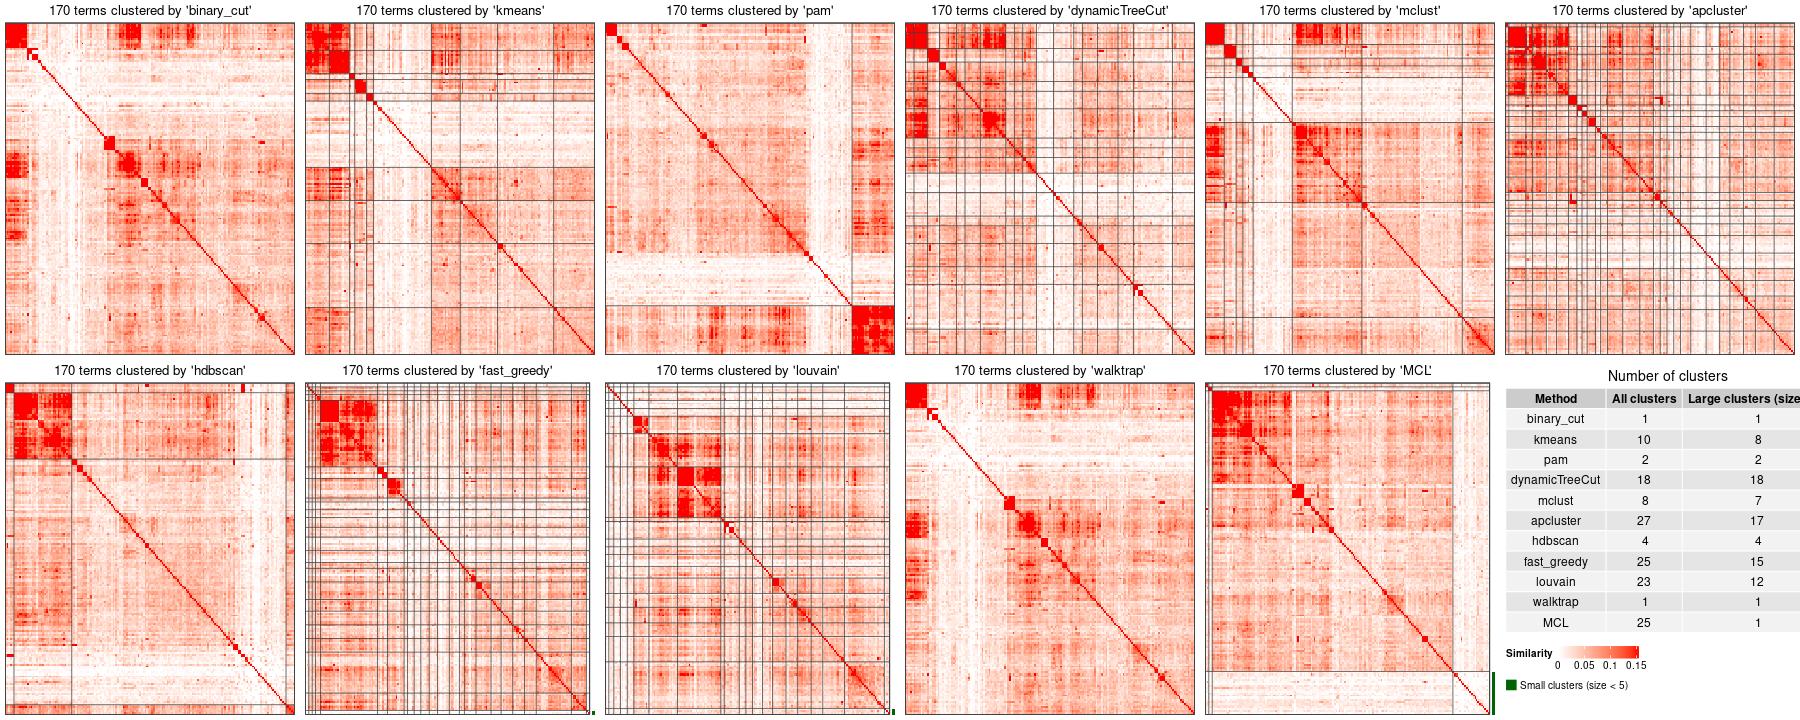 170 terms clustered by 'binary_cut'
170 terms clustered by 'kmeans'
170 terms clustered by 'pam'
170 terms clustered by 'dynamicTreeCut'
170 terms clustered by 'mclust'
170 terms clustered by 'apcluster'
170 terms clustered by 'hdbscan'
170 terms clustered by 'fast_greedy'
170 terms clustered by 'louvain'
170 terms clustered by 'walktrap'
170 terms clustered by 'MCL'
Number of clusters
Method All clusters Large clusters (size
binary_cut 1 1
kmeans 10 8
pam 2 2
dynamicTreeCut 18 18
mclust 8 7
apcluster 27 17
hdbscan 4 4
fast_greedy 25 15
louvain 23 12
walktrap 1 1
MCL 25 1
Similarity
0 0.05 0.1 0.15
Small clusters (size < 5)